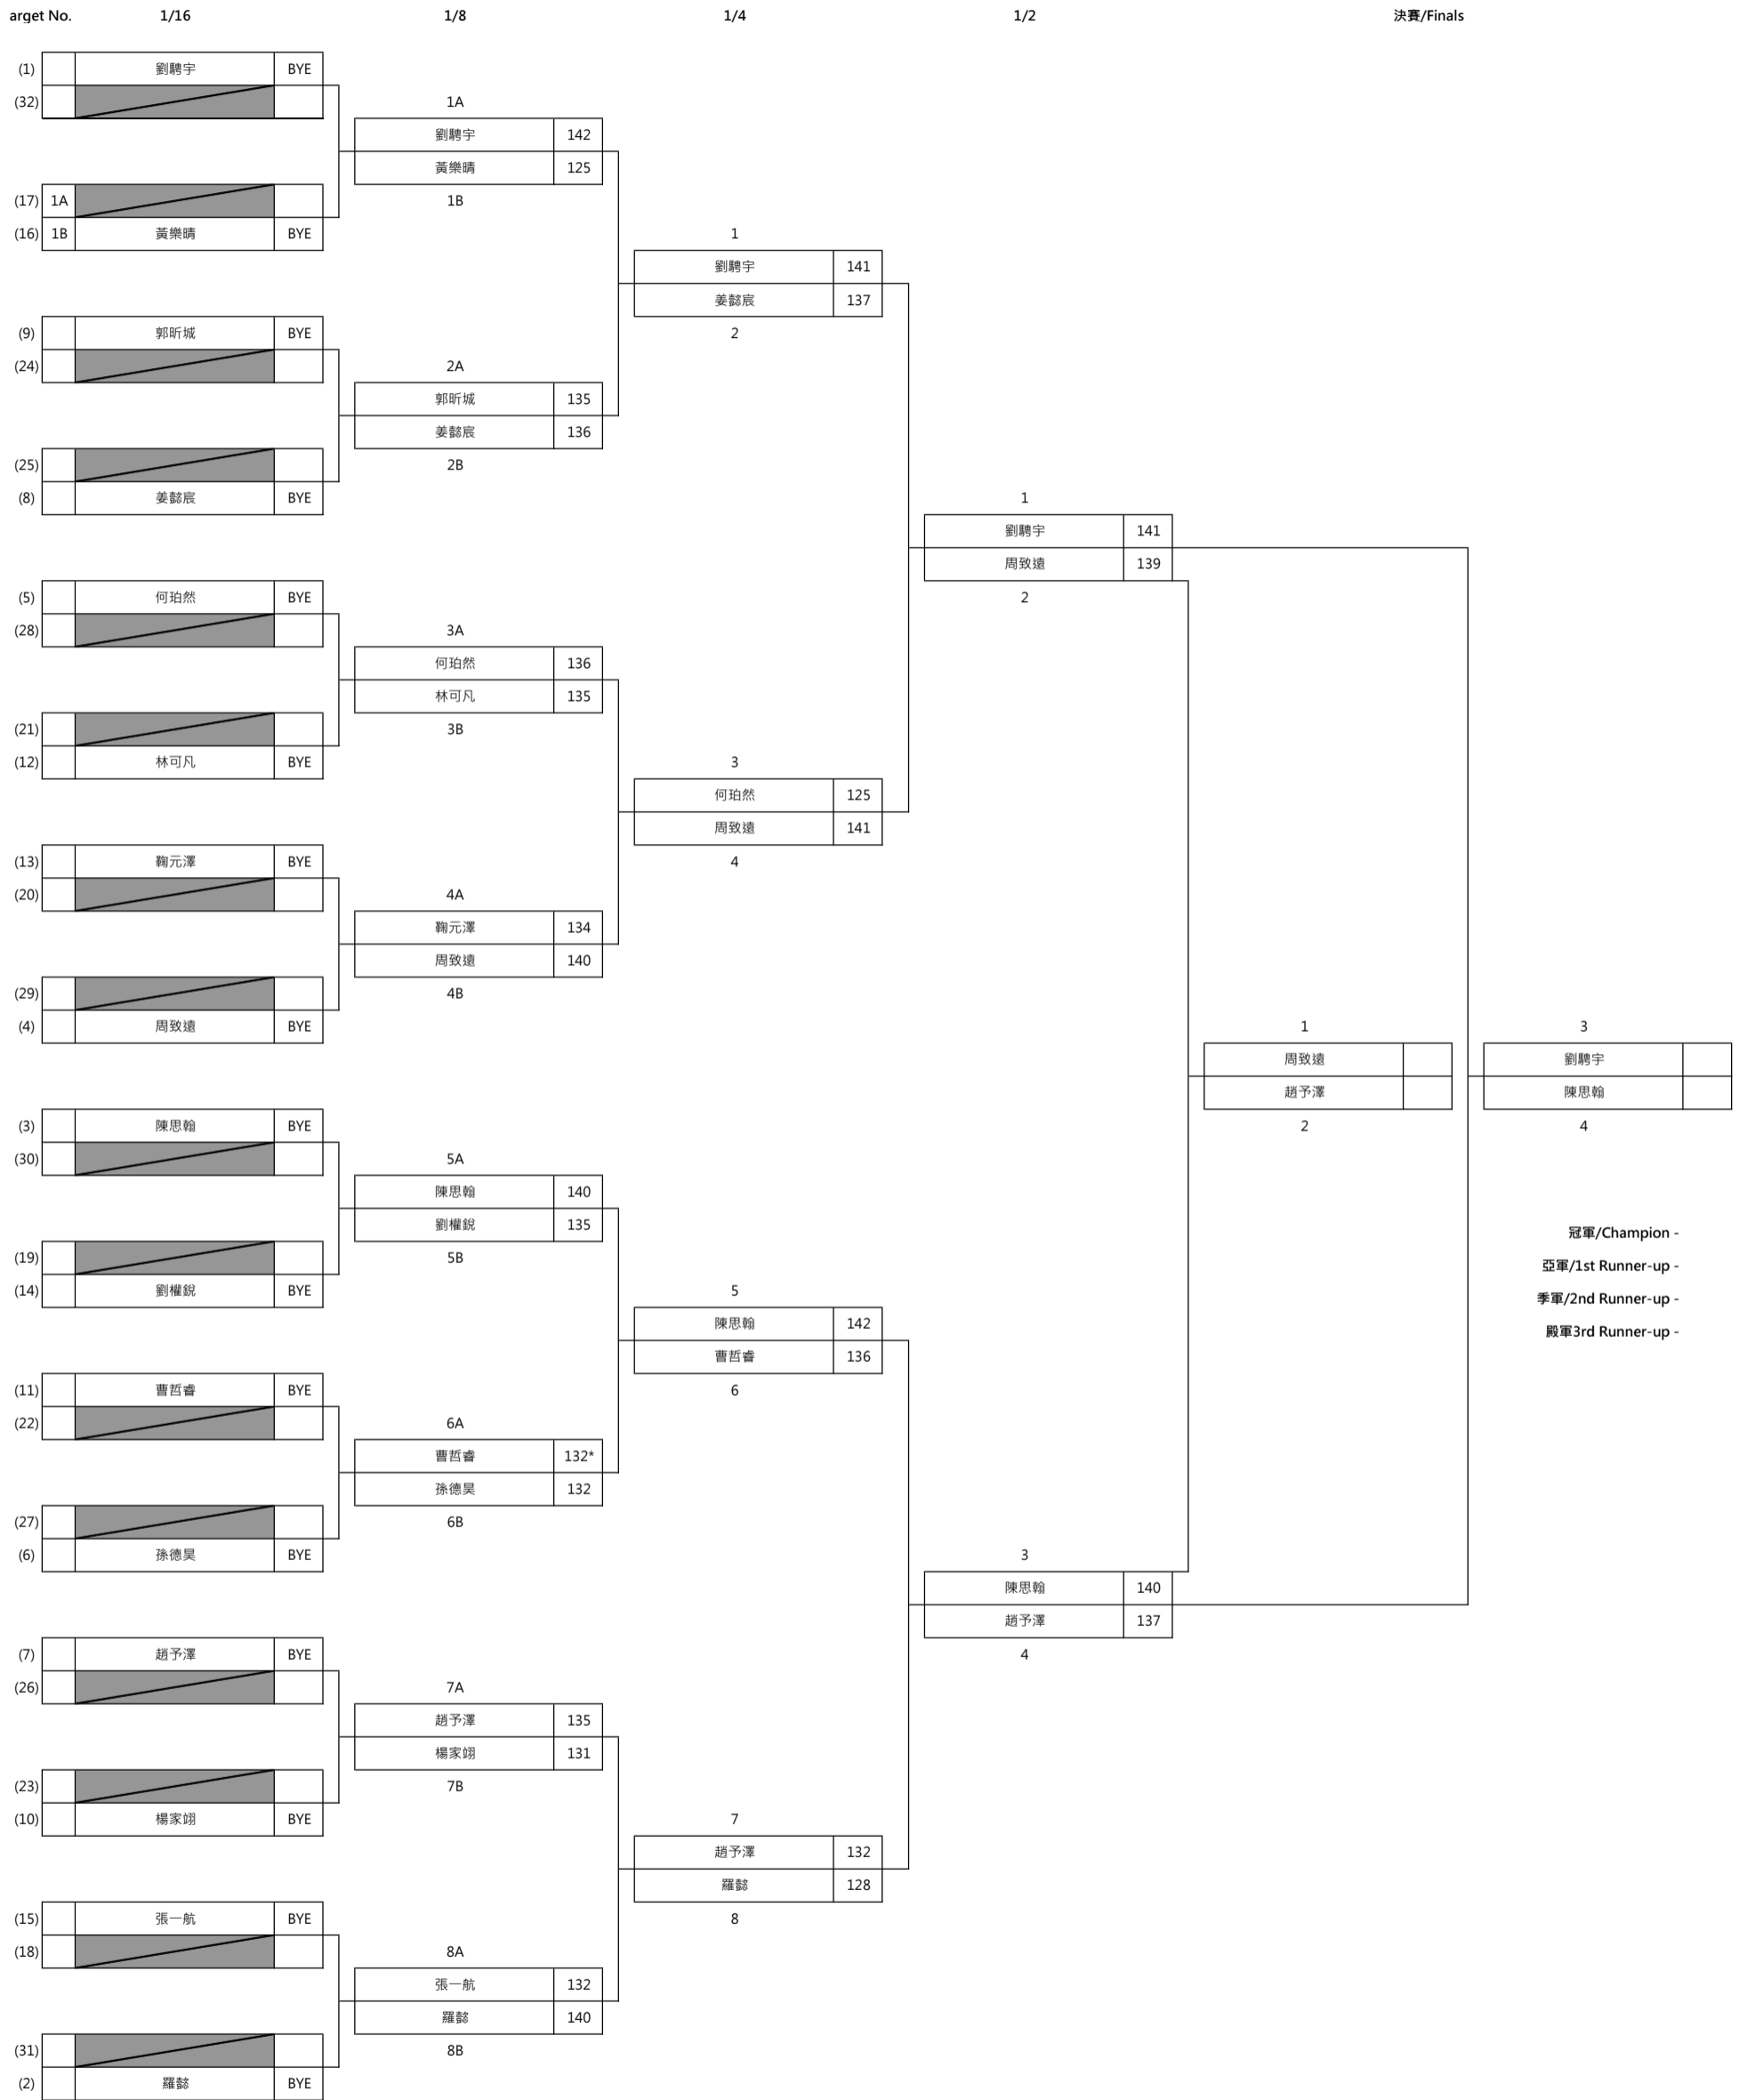 arget No. 1/16 1/8 1/4 1/2 決賽/Finals
(1) 劉騁宇 BYE
(32) 1A
劉騁宇 142
黃樂晴 125
(17) 1A 1B
(16) 1B 黃樂晴 BYE 1
劉騁宇 141
姜懿宸 137
(9) 郭昕城 BYE 2
(24) 2A
郭昕城 135
姜懿宸 136
(25) 2B
(8) 姜懿宸 BYE 1
劉騁宇 141
周致遠 139
(5) 何珀然 BYE 2
(28) 3A
何珀然 136
林可凡 135
(21) 3B
(12) 林可凡 BYE 3
何珀然 125
周致遠 141
(13) 鞠元澤 BYE 4
(20) 4A
鞠元澤 134
周致遠 140
(29) 4B
(4) 周致遠 BYE 1 3
周致遠 劉騁宇
趙予澤 陳思翰
(3) 陳思翰 BYE 2 4
(30) 5A
陳思翰 140
劉權銳 135
冠軍/Champion -
(19) 5B
亞軍/1st Runner-up -
(14) 劉權銳 BYE 5
季軍/2nd Runner-up -
陳思翰 142
殿軍3rd Runner-up -
曹哲睿 136
(11) 曹哲睿 BYE 6
(22) 6A
曹哲睿 132*
孫德昊 132
(27) 6B
(6) 孫德昊 BYE 3
陳思翰 140
趙予澤 137
(7) 趙予澤 BYE 4
(26) 7A
趙予澤 135
楊家翊 131
(23) 7B
(10) 楊家翊 BYE 7
趙予澤 132
羅懿 128
(15) 張一航 BYE 8
(18) 8A
張一航 132
羅懿 140
(31) 8B
(2) 羅懿 BYE